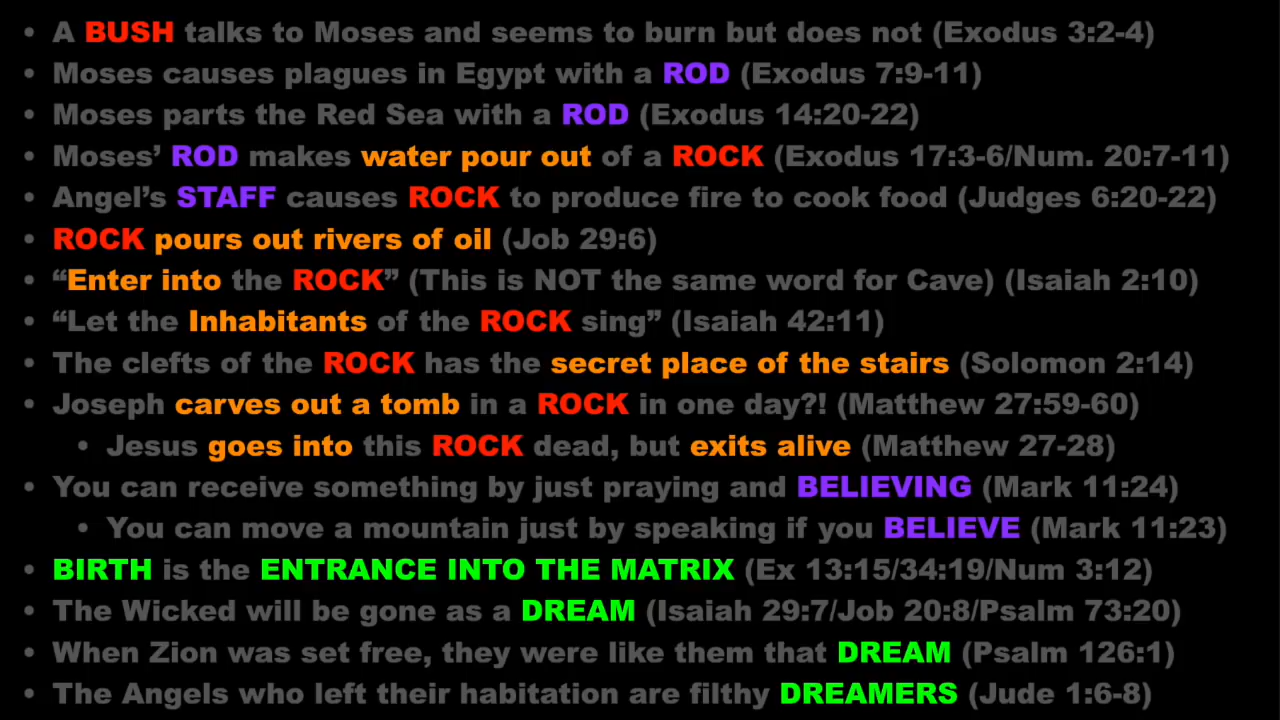 • A BUSH talks to Moses and seems to burn but does not (Exodus 3:2-4)
• Moses causes plagues in Egypt with a ROD (Exodus 7:9-11)
• Moses parts the Red Sea with a ROD (Exodus 14:20-22)
• Moses’ ROD makes water pour out of a ROCK (Exodus 17:3-6/Num. 20:7-11)
• Angel’s STAFF causes ROCK to produce fire to cook food (Judges 6:20-22)
• ROCK pours out rivers of oil (Job 29:6)
• “Enter into the ROCK” (This is NOT the same word for Cave) (Isaiah 2:10)
• “Let the Inhabitants of the ROCK sing” (Isaiah 42:11)
• The clefts of the ROCK has the secret place of the stairs (Solomon 2:14)
• Joseph carves out a tomb in a ROCK in one day?! (Matthew 27:59-60)
• Jesus goes into this ROCK dead, but exits alive (Matthew 27-28)
• You can receive something by just praying and BELIEVING (Mark 11:24)
• You can move a mountain just by speaking if you BELIEVE (Mark 11:23)
• BIRTH is the ENTRANCE INTO THE MATRIX (Ex 13:15/34:19/Num 3:12)
• The Wicked will be gone as a DREAM (Isaiah 29:7/Job 20:8/Psalm 73:20)
• When Zion was set free, they were like them that DREAM (Psalm 126:1)
• The Angels who left their habitation are filthy DREAMERS (Jude 1:6-8)